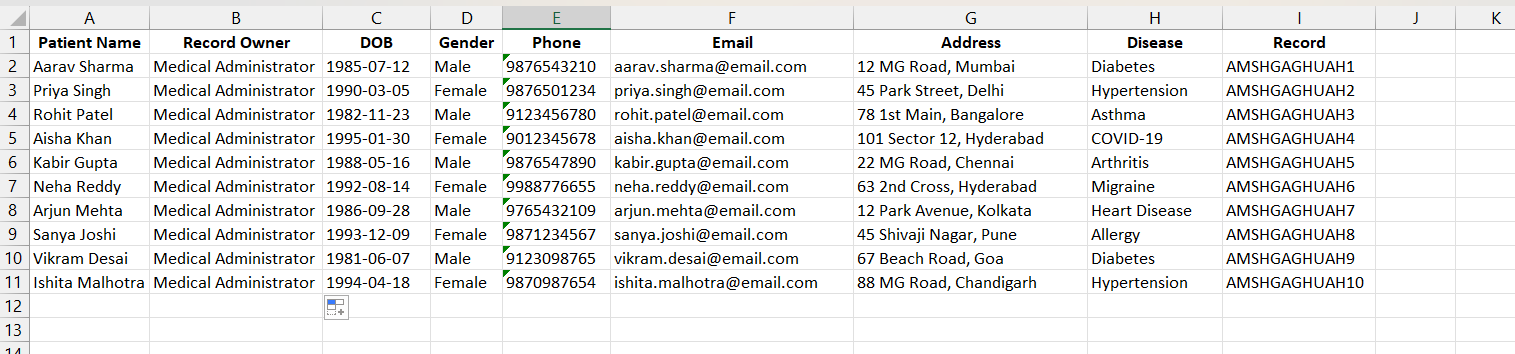 A B C D E F G H I J K
1 Patient Name Record Owner DOB Gender Phone Email Address Disease Record
2 Aarav Sharma Medical Administrator 1985-07-12 Male 9876543210 aarav.sharma@email.com 12 MG Road, Mumbai Diabetes AMSHGAGHUAH1
3 Priya Singh Medical Administrator 1990-03-05 Female 9876501234 priya.singh@email.com 45 Park Street, Delhi Hypertension AMSHGAGHUAH2
4 Rohit Patel Medical Administrator 1982-11-23 Male 9123456780 rohit.patel@email.com 78 1st Main, Bangalore Asthma AMSHGAGHUAH3
5 Aisha Khan Medical Administrator 1995-01-30 Female 9012345678 aisha.khan@email.com 101 Sector 12, Hyderabad COVID-19 AMSHGAGHUAH4
6 Kabir Gupta Medical Administrator 1988-05-16 Male 9876547890 kabir.gupta@email.com 22 MG Road, Chennai Arthritis AMSHGAGHUAH5
7 Neha Reddy Medical Administrator 1992-08-14 Female 9988776655 neha.reddy@email.com 63 2nd Cross, Hyderabad Migraine AMSHGAGHUAH6
8 Arjun Mehta Medical Administrator 1986-09-28 Male 9765432109 arjun.mehta@email.com 12 Park Avenue, Kolkata Heart Disease AMSHGAGHUAH7
9 Sanya Joshi Medical Administrator 1993-12-09 Female 9871234567 sanya.joshi@email.com 45 Shivaji Nagar, Pune Allergy AMSHGAGHUAH8
10 Vikram Desai Medical Administrator 1981-06-07 Male 9123098765 vikram.desai@email.com 67 Beach Road, Goa Diabetes AMSHGAGHUAH9
11 Ishita Malhotra Medical Administrator 1994-04-18 Female 9870987654 ishita.malhotra@email.com 88 MG Road, Chandigarh Hypertension AMSHGAGHUAH10
12
13
14